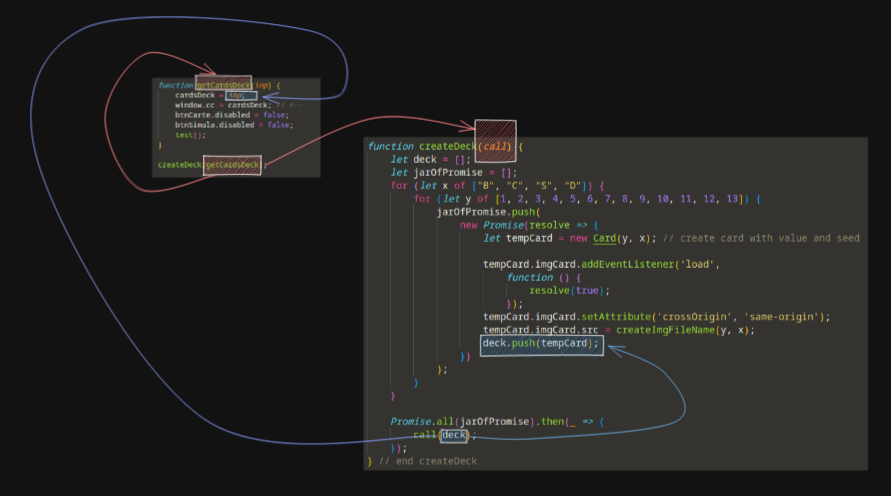 function getCardsDeck(inp) {
cardsDeck = inp;
window.cc = cardsDeck; // <--
btnCarte.disabled = false;
btnSimula.disabled = false;
test();
}
createDeck(getCardsDeck);
function createDeck(call) {
let deck = [];
let jarOfPromise = [];
for (let x of ["B", "C", "S", "D"]) {
for (let y of [1, 2, 3, 4, 5, 6, 7, 8, 9, 10, 11, 12, 13]) {
jarOfPromise.push(
new Promise(resolve => {
let tempCard = new Card(y, x); // create card with value and seed
tempCard.imgCard.addEventListener('load',
function () {
resolve(true);
});
tempCard.imgCard.setAttribute('crossOrigin', 'same-origin');
tempCard.imgCard.src = createImgFileName(y, x);
deck.push(tempCard);
})
);
}
}
Promise.all(jarOfPromise).then(_ => {
call(deck);
});
} // end createDeck